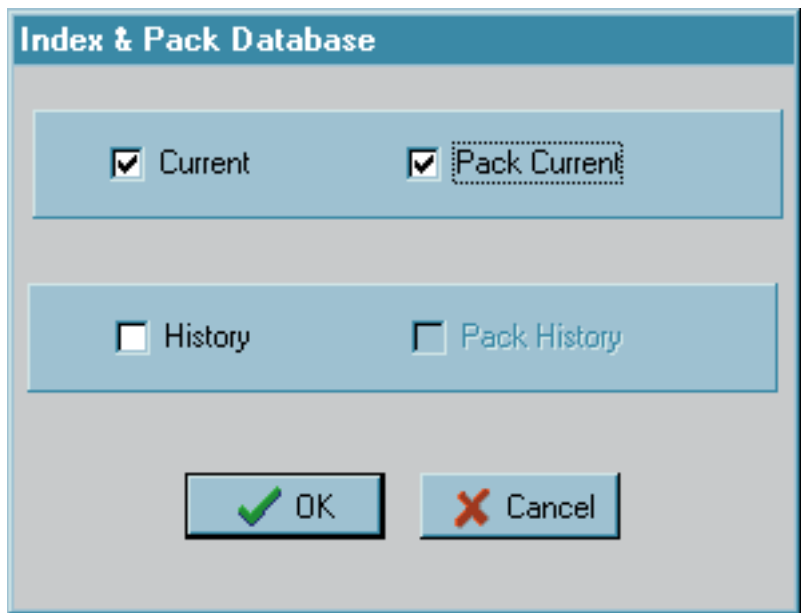 Index & Pack Database
Current Pack Current
History Pack History
OK Cancel